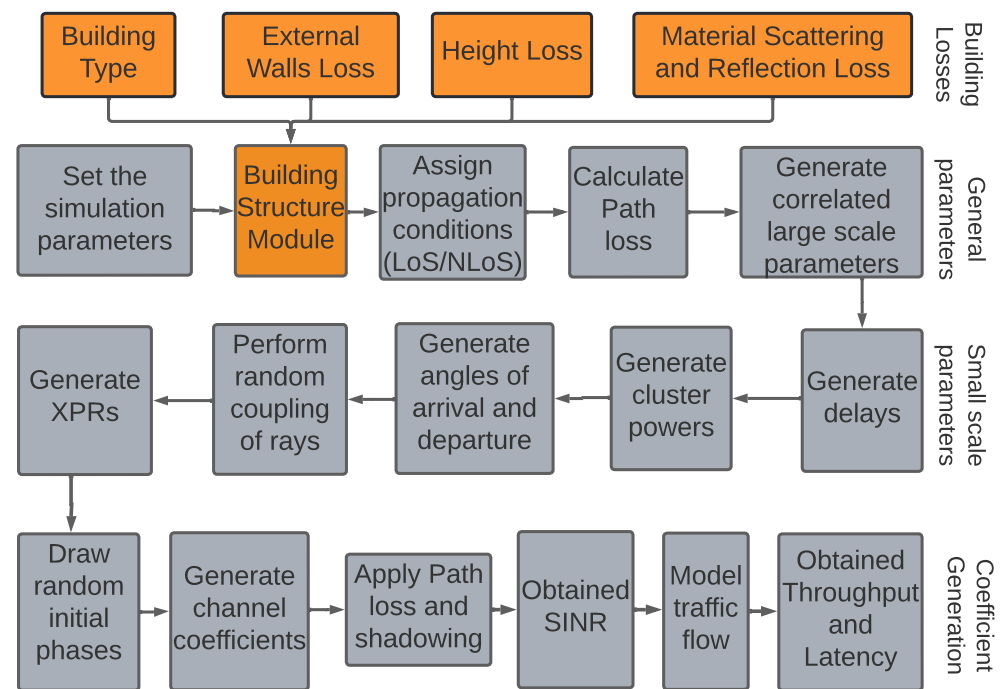 Building
Type
External
Walls Loss
Height Loss
Material Scattering
and Reflection Loss
Building
Losses
Set the
simulation
parameters
Building
Structure
Module
Assign
propagation
conditions
(LoS/NLoS)
Calculate
Path
loss
Generate
correlated
large scale
parameters
General
parameters
Generate
XPRs
Perform
random
coupling
of rays
Generate
angles of
arrival and
departure
Generate
cluster
powers
Generate
delays
Small scale
parameters
Draw
random
initial
phases
Generate
channel
coefficients
Apply Path
loss and
shadowing
Obtained
SINR
Model
traffic
flow
Obtained
Throughput
and
Latency
Coefficient
Generation